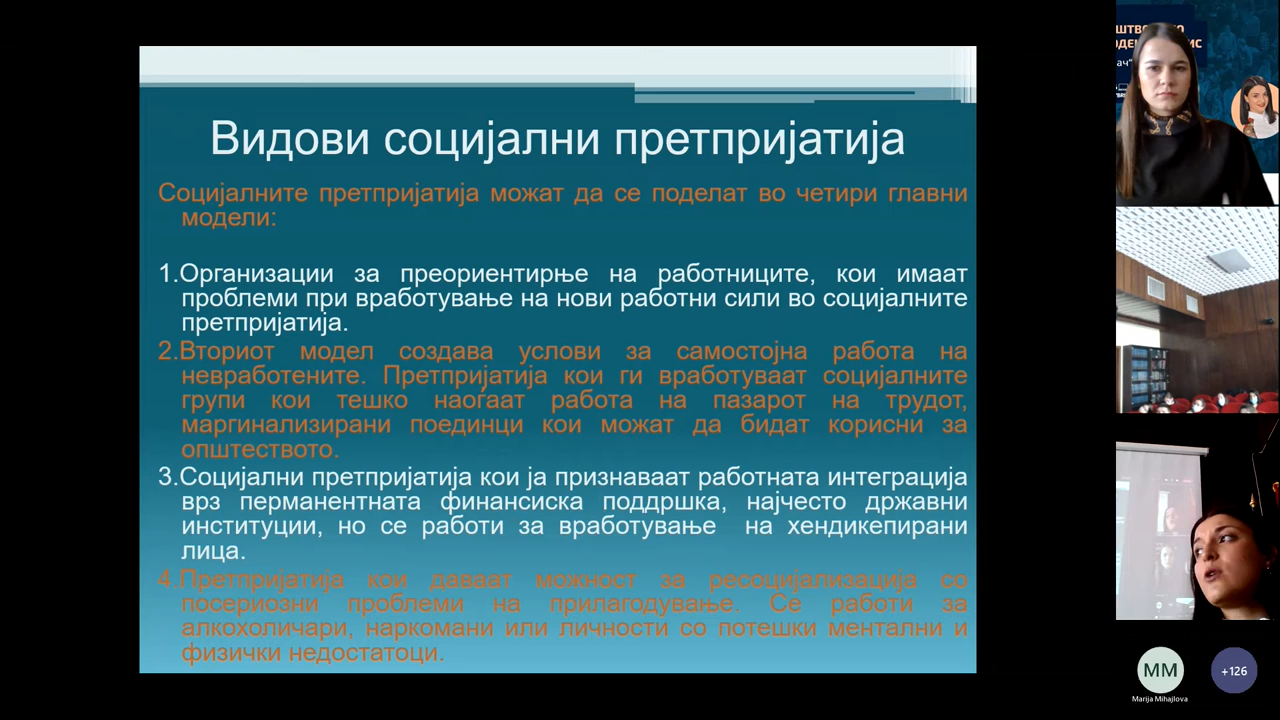 Видови социјални претпријатија
Социјалните претпријатија можат да се поделат во четири главни
модели:
1.Организации за преориентирње на работниците, кои имаат
проблеми при вработување на нови работни сили во социјалните
претпријатија.
2.Вториот модел создава услови за самостојна работа на
невработените. Претпријатија кои ги вработуваат социјалните
групи кои тешко наоѓаат работа на пазарот на трудот,
маргинализирани поединци кои можат да бидат корисни за
општеството.
3.Социјални претпријатија кои ја признаваат работната интеграција
врз перманентната финансиска поддршка, најчесто државни
институции, но се работи за вработување на хендикепирани
лица.
4.Претпријатија кои даваат можност за ресоцијализација со
посериозни проблеми на прилагодување. Се работи за
алкохоличари, наркомани или личности со потешки ментални и
физички недостатоци.
MM
+126
Marija Mihajlova